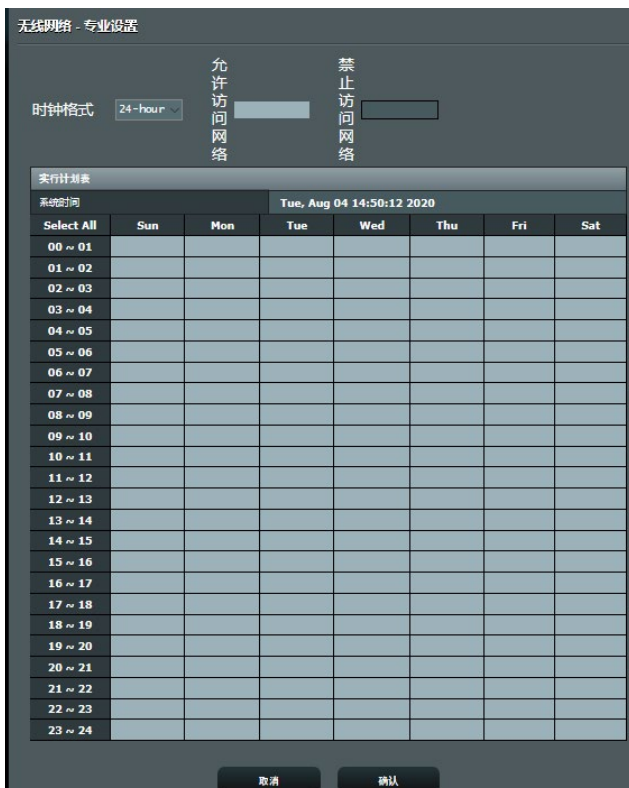 无线网络 - 专业设置
时钟格式 24-hour 允许访问网络 禁止访问网络
实行计划表
系统时间 Tue, Aug 04 14:50:12 2020
Select All Sun Mon Tue Wed Thu Fri Sat
00 ~ 01
01 ~ 02
02 ~ 03
03 ~ 04
04 ~ 05
05 ~ 06
06 ~ 07
07 ~ 08
08 ~ 09
09 ~ 10
10 ~ 11
11 ~ 12
12 ~ 13
13 ~ 14
14 ~ 15
15 ~ 16
16 ~ 17
17 ~ 18
18 ~ 19
19 ~ 20
20 ~ 21
21 ~ 22
22 ~ 23
23 ~ 24
取消 确认